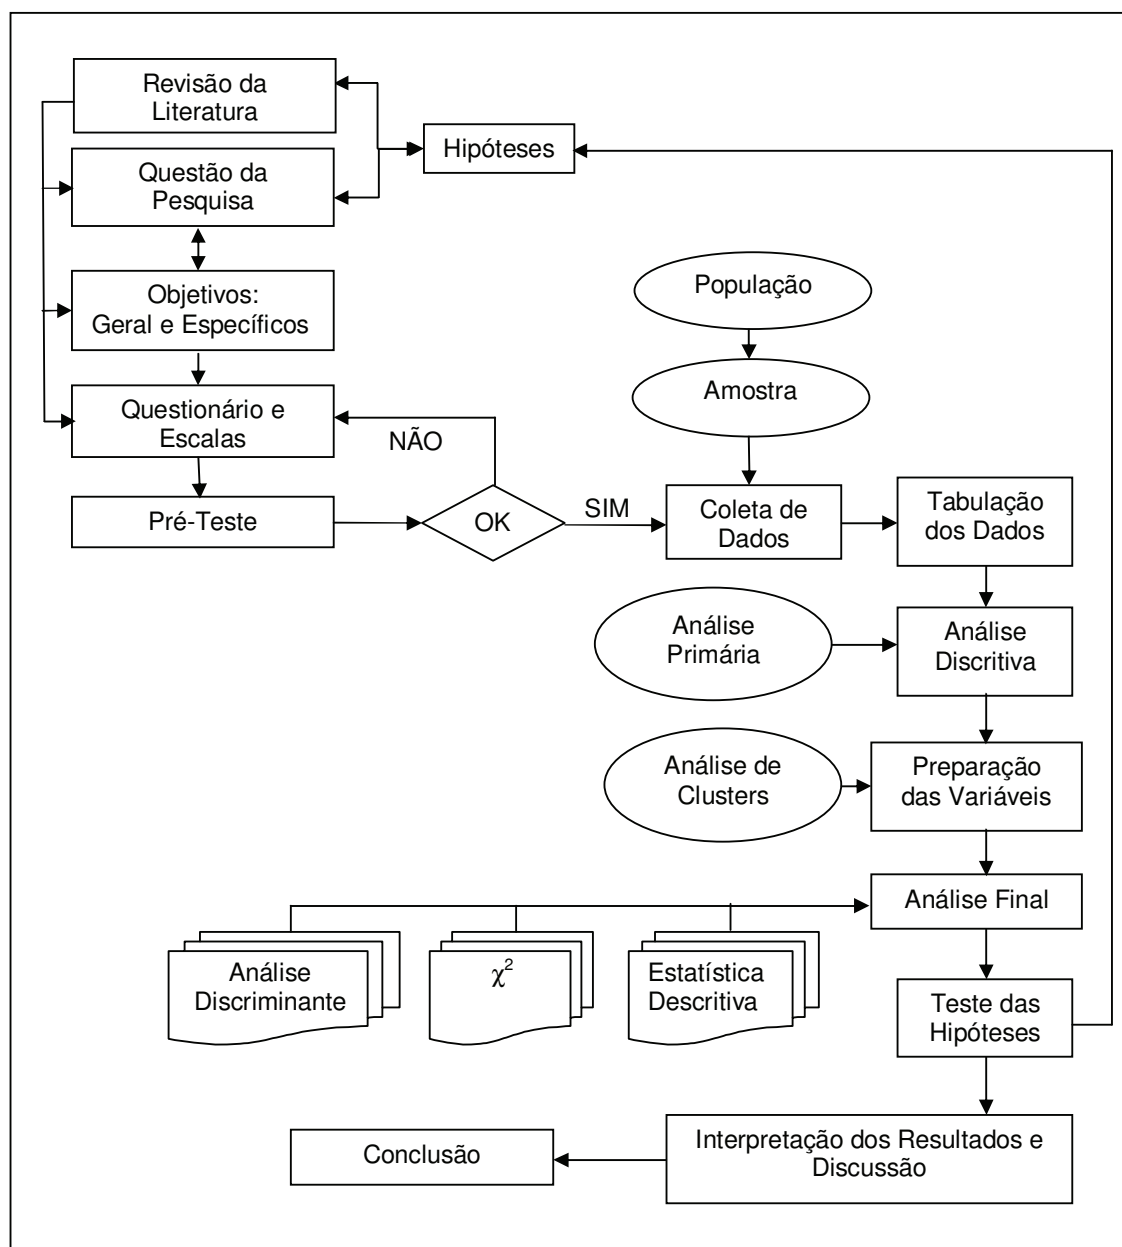 Revisão da
Literatura
Hipóteses
Questão da
Pesquisa
População
Objetivos:
Geral e Específicos
Amostra
Questionário e
Escalas
NÃO
Pré-Teste
OK
SIM
Coleta de
Dados
Tabulação
dos Dados
Análise
Primária
Análise
Discritiva
Análise de
Clusters
Preparação
das Variáveis
Análise Final
Análise
Discriminante
χ²
Estatística
Descritiva
Teste das
Hipóteses
Interpretação dos Resultados e
Discussão
Conclusão